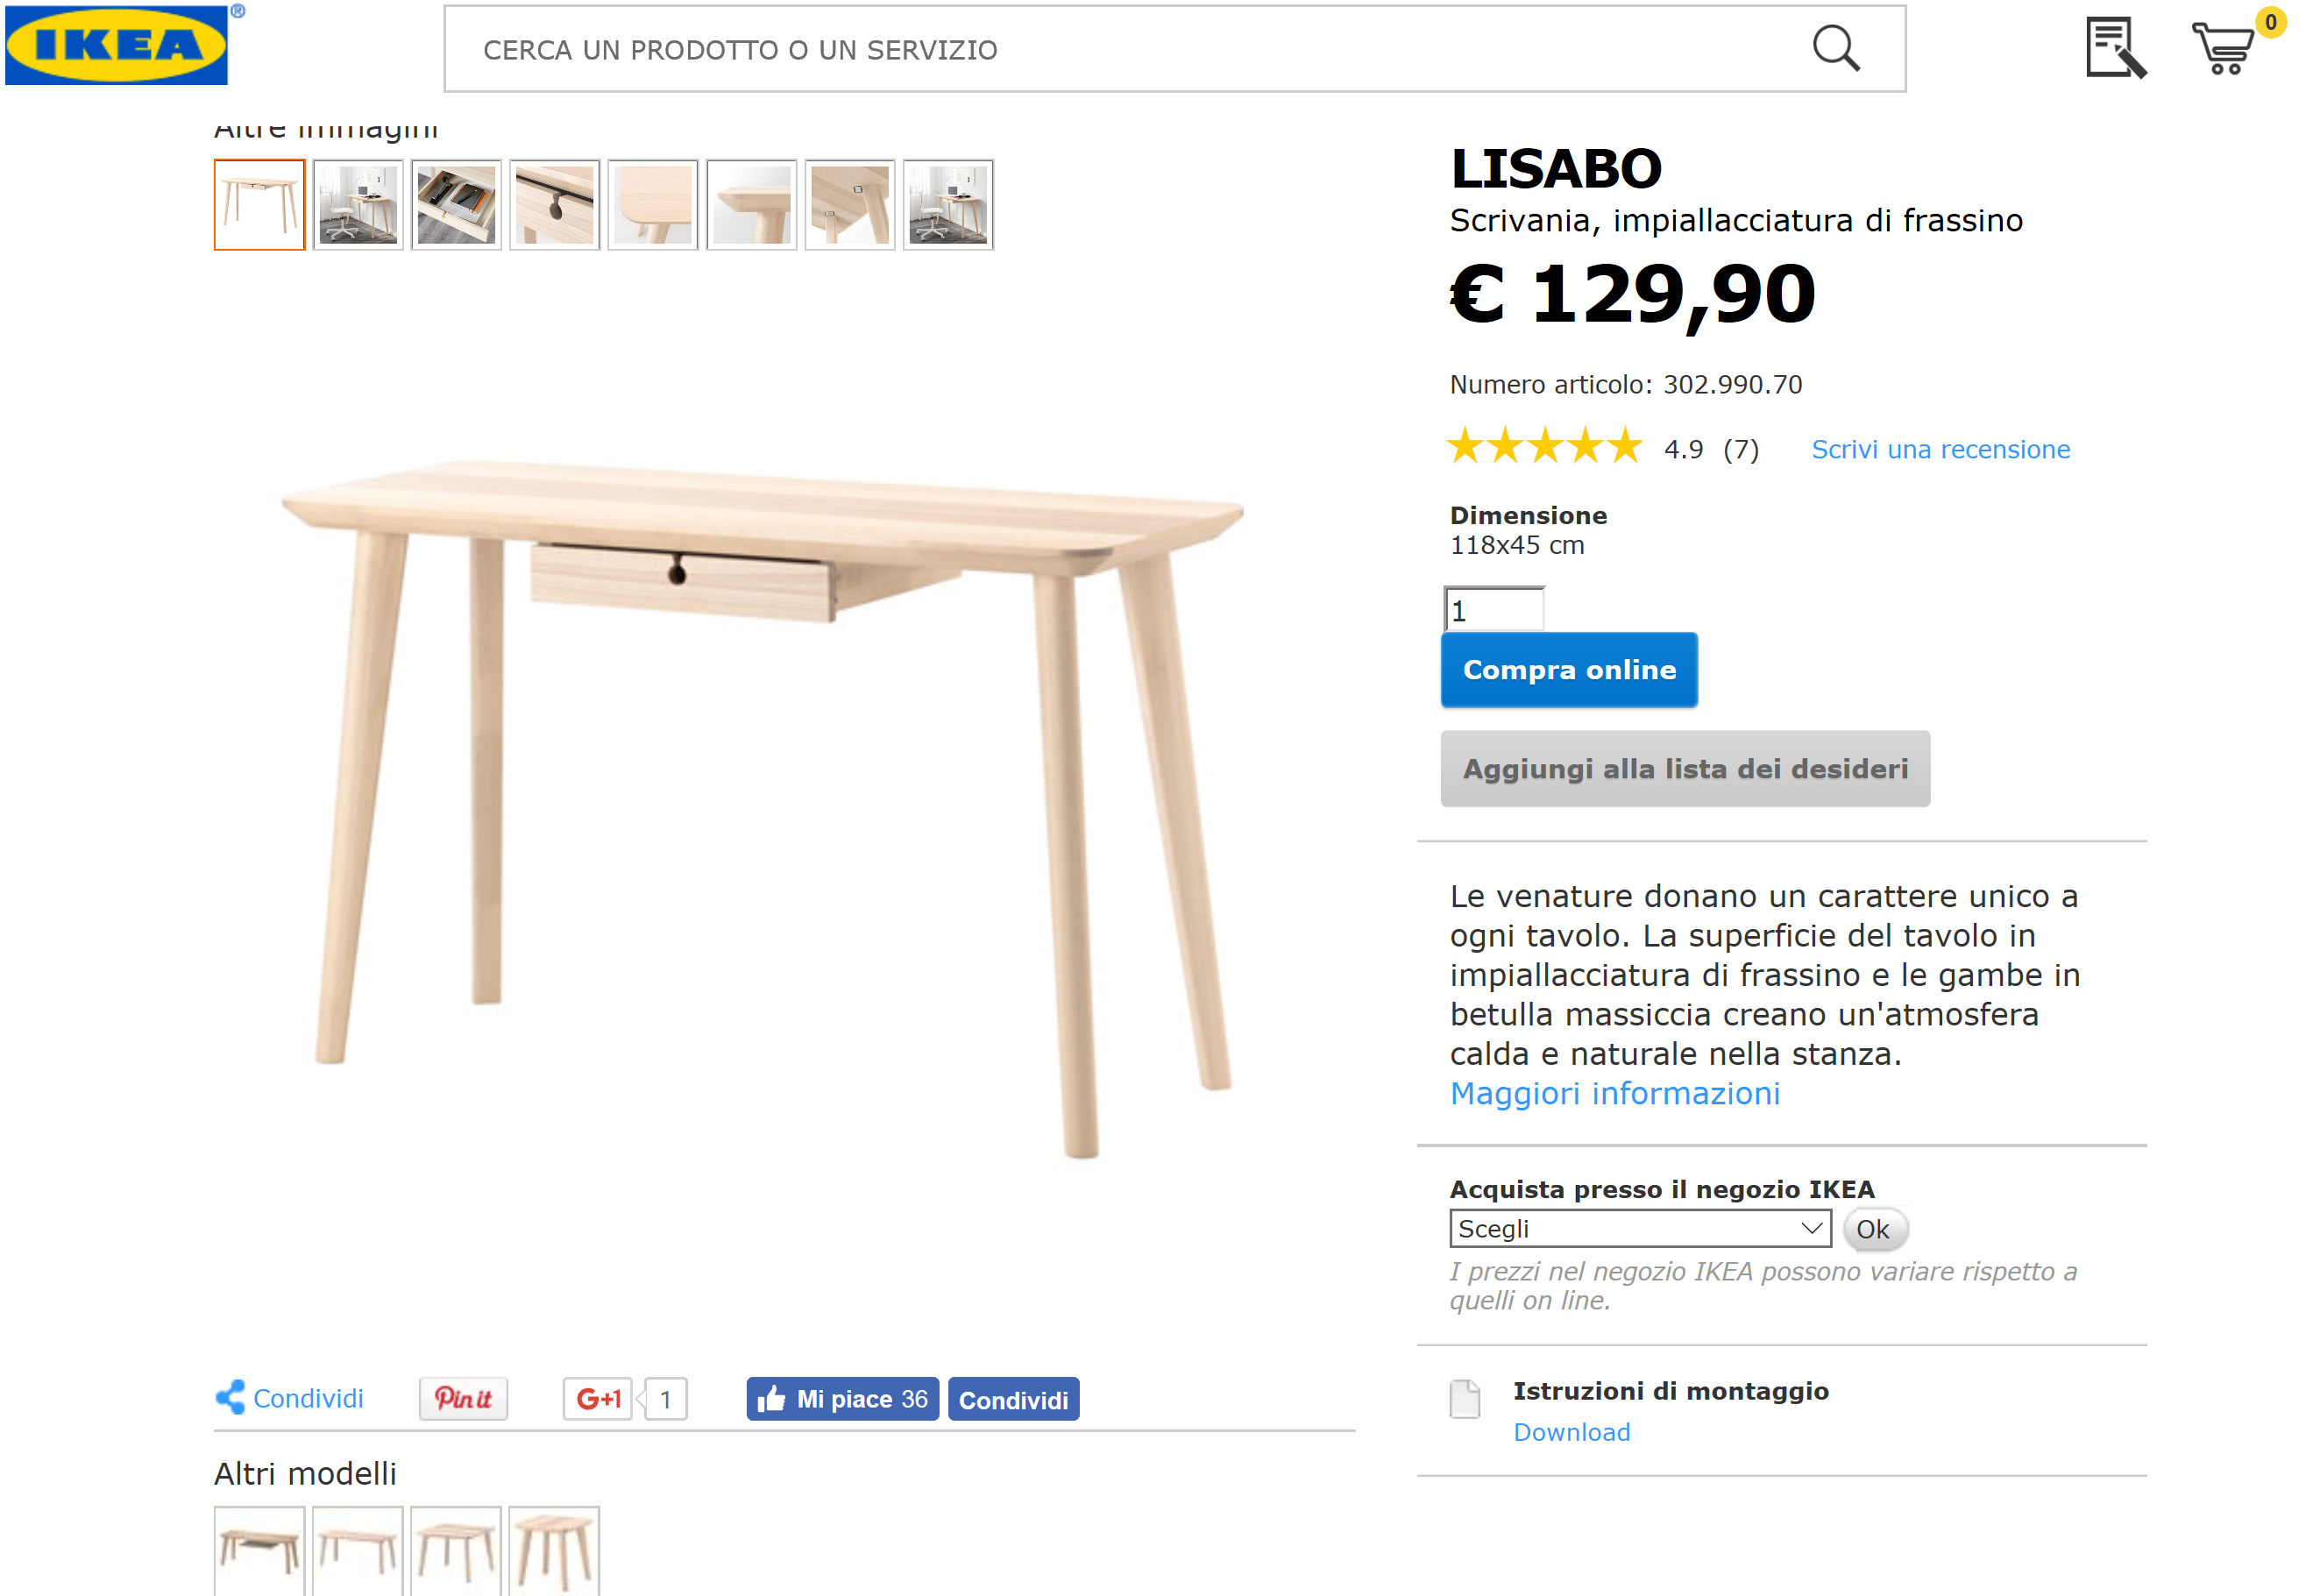 IKEA®
CERCA UN PRODOTTO O UN SERVIZIO
0
Altre immagini
LISABO
Scrivania, impiallacciatura di frassino
€ 129,90
Numero articolo: 302.990.70
4.9 (7) Scrivi una recensione
Dimensione
118x45 cm
1
Compra online
Aggiungi alla lista dei desideri
Le venature donano un carattere unico a
ogni tavolo. La superficie del tavolo in
impiallacciatura di frassino e le gambe in
betulla massiccia creano un'atmosfera
calda e naturale nella stanza.
Maggiori informazioni
Acquista presso il negozio IKEA
Scegli Ok
I prezzi nel negozio IKEA possono variare rispetto a
quelli on line.
Istruzioni di montaggio
Download
Condividi Pin it G+1 1 Mi piace 36 Condividi
Altri modelli